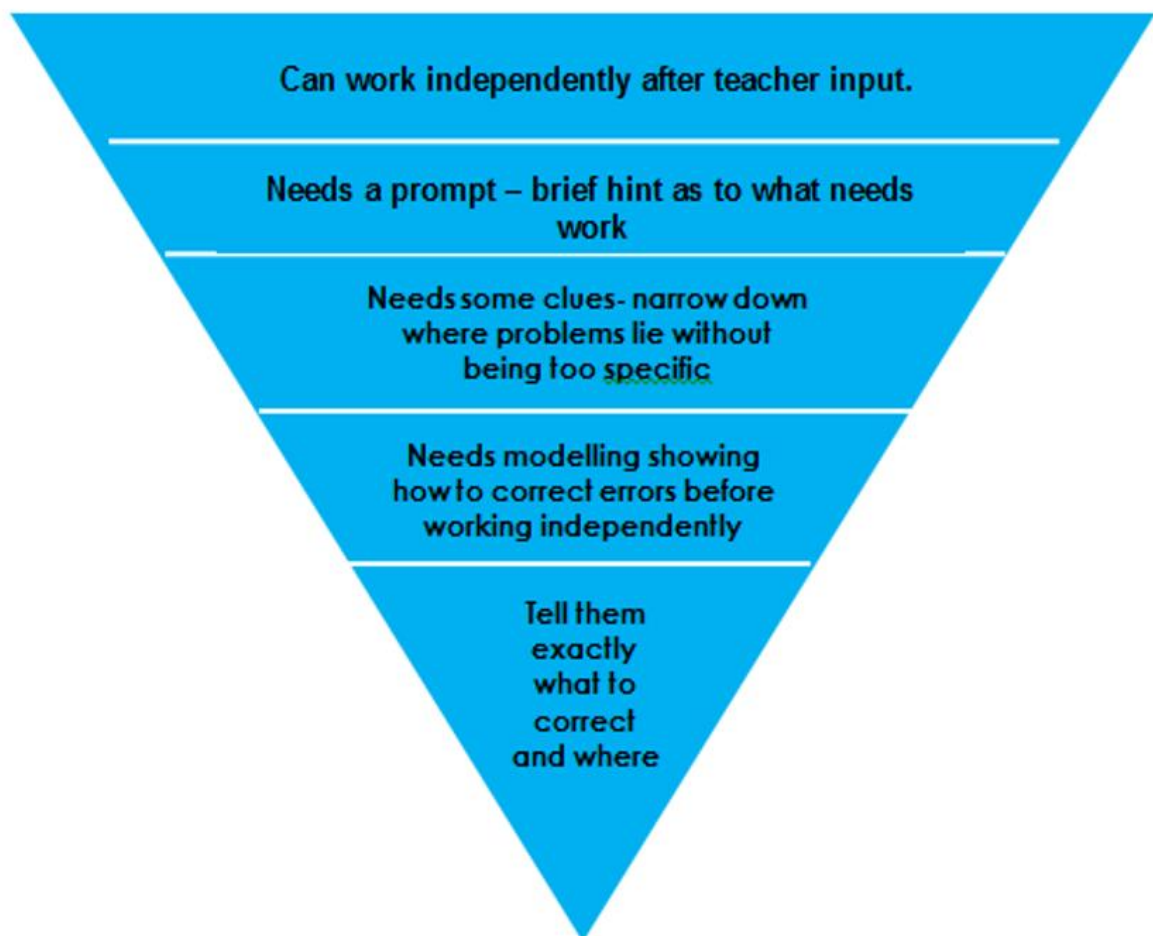 Can work independently after teacher input.
Needs a prompt – brief hint as to what needs
work
Needs some clues- narrow down
where problems lie without
being too specific
Needs modelling showing
how to correct errors before
working independently
Tell them
exactly
what to
correct
and where